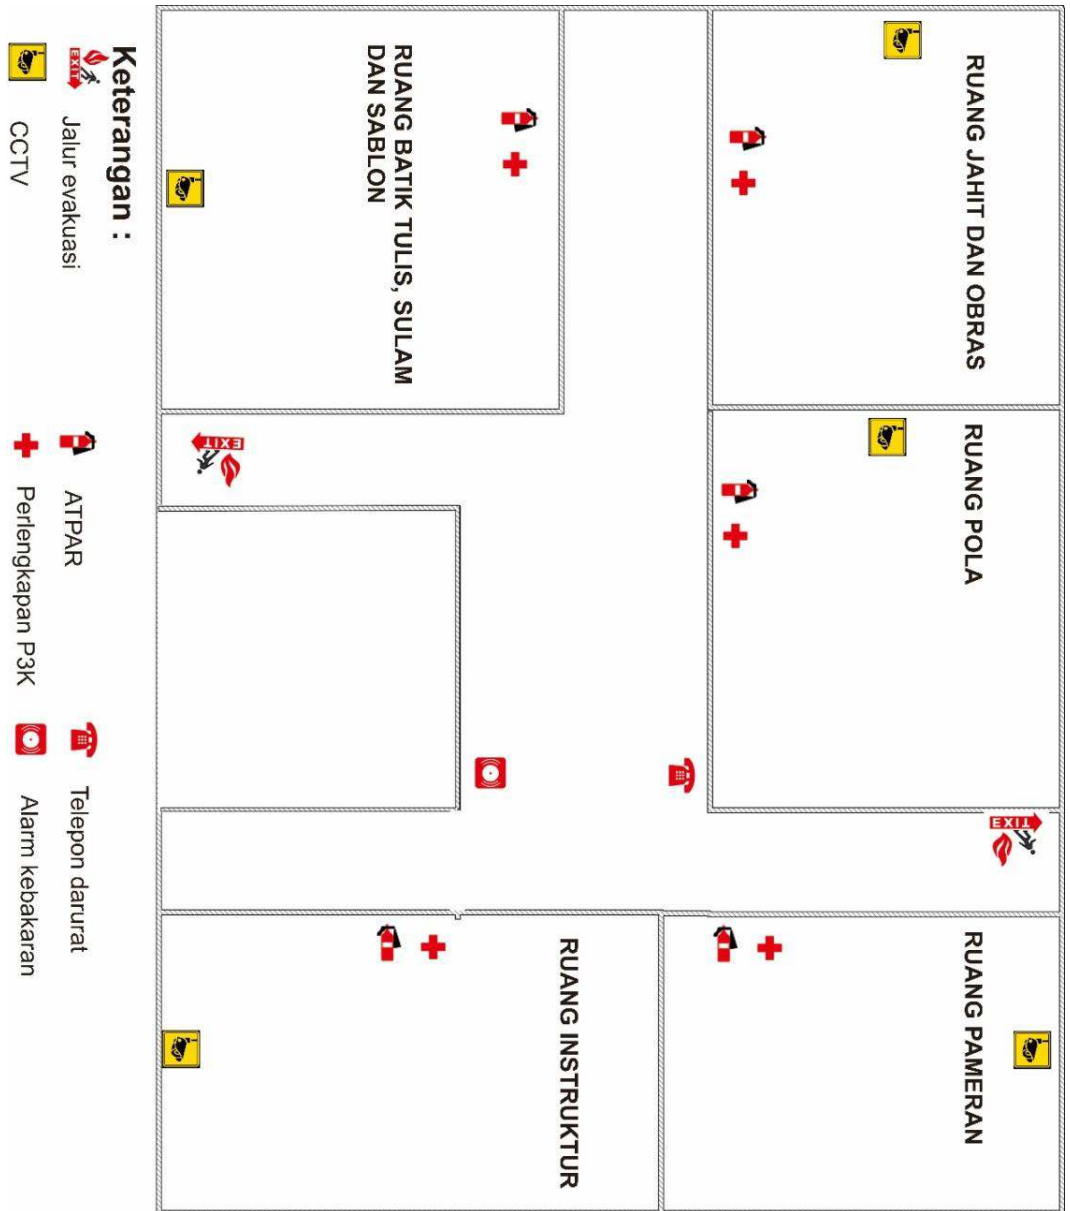 RUANG JAHIT DAN OBRAS
RUANG POLA
RUANG PAMERAN
RUANG BATIK TULIS, SULAM
DAN SABLON
RUANG INSTRUKTUR
EXIT
EXIT
Keterangan :
EXIT
Jalur evakuasi
CCTV
ATPAR
Perlengkapan P3K
Telepon darurat
Alarm kebakaran